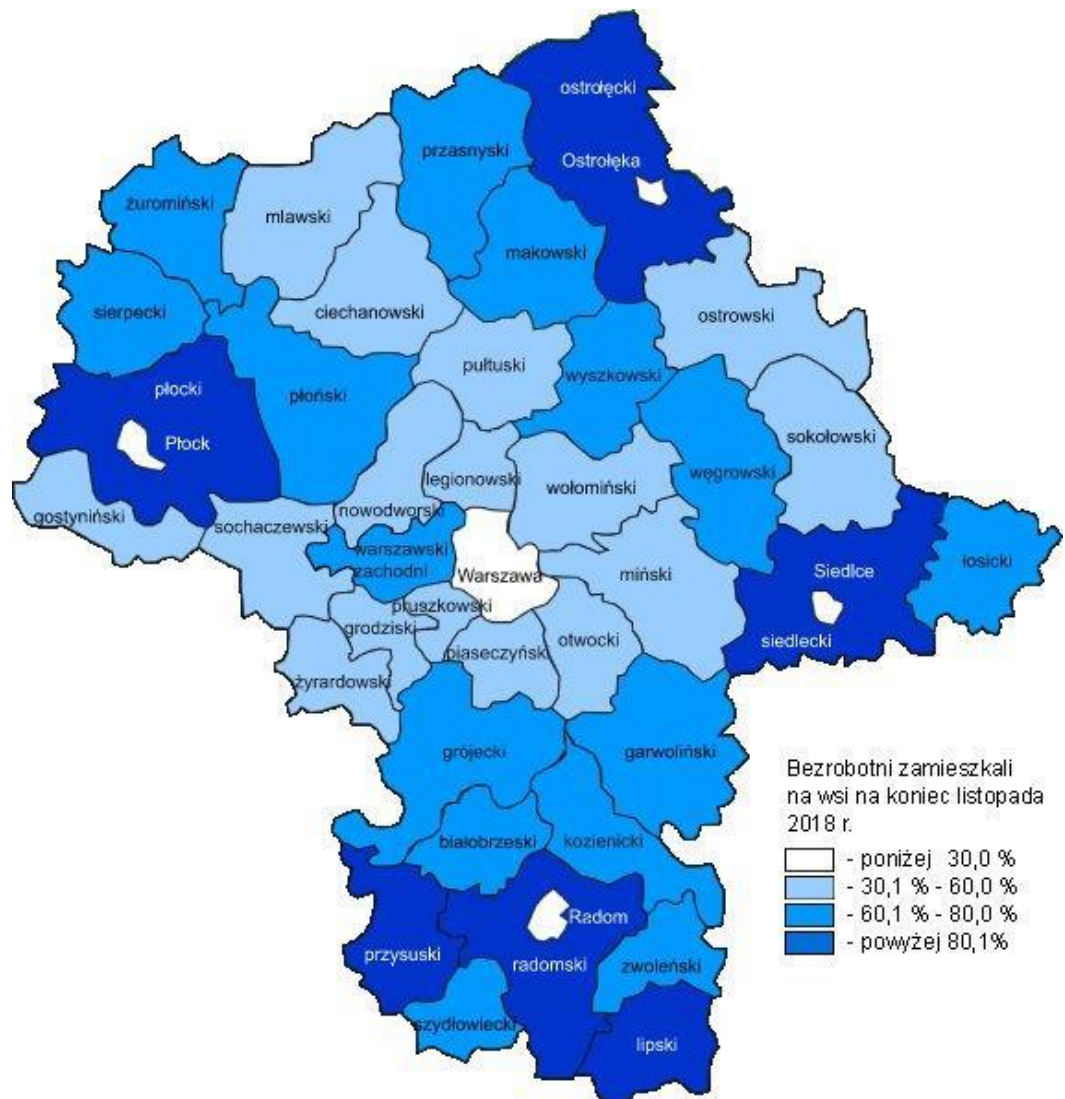 ostrołęcki
przasnyski
Ostrołęka
żuromiński
mlawski
makowski
sierpecki
ciechanowski
ostrowski
pułtuski
wyszkowski
płocki
płoński
Płock
sokołowski
legionowski
węgrowski
wołomiński
gostyniński
nowodworski
sochaczewski
warszawski
zachodni
Warszawa
miński
Siedlce
łosicki
pruszkowski
grodziski
otwocki
siedlecki
piaseczyński
żyrardowski
grójecki
garwoliński
białobrzeski
kozienicki
Radom
przysuski
radomski
zwoleński
szydłowiecki
lipski
Bezrobotni zamieszkali
na wsi na koniec listopada
2018 r.
- poniżej 30,0 %
- 30,1 % - 60,0 %
- 60,1 % - 80,0 %
- powyżej 80,1%